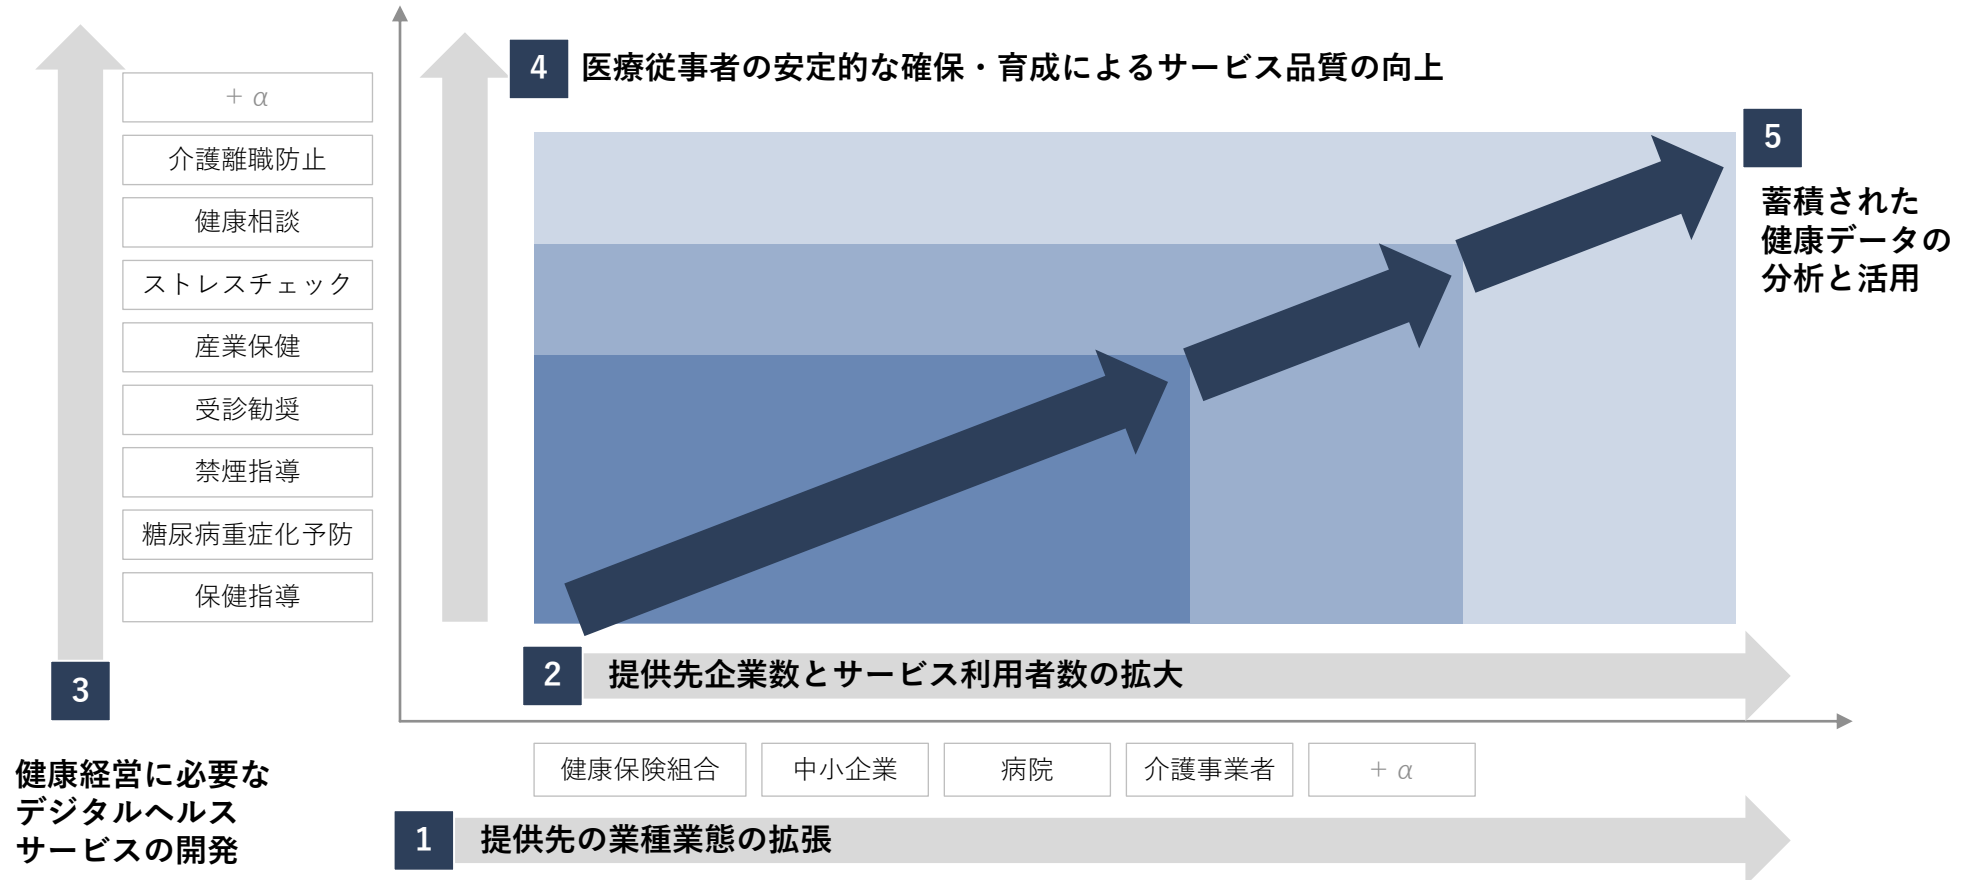 4
医療従事者の安定的な確保・育成によるサービス品質の向上
+ α
介護離職防止
健康相談
ストレスチェック
産業保健
受診勧奨
禁煙指導
糖尿病重症化予防
保健指導
5
蓄積された
健康データの
分析と活用
3
健康経営に必要な
デジタルヘルス
サービスの開発
2
提供先企業数とサービス利用者数の拡大
健康保険組合
中小企業
病院
介護事業者
+ α
1
提供先の業種業態の拡張